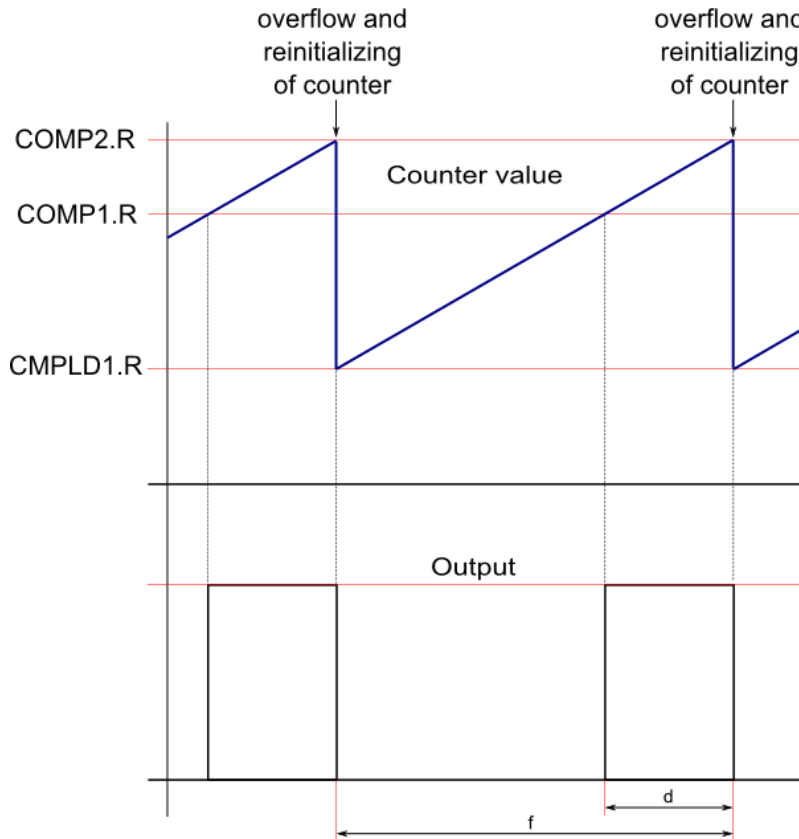 overflow and
reinitializing
of counter
overflow and
reinitializing
of counter
COMP2.R
Counter value
COMP1.R
CMPLD1.R
Output
d
f